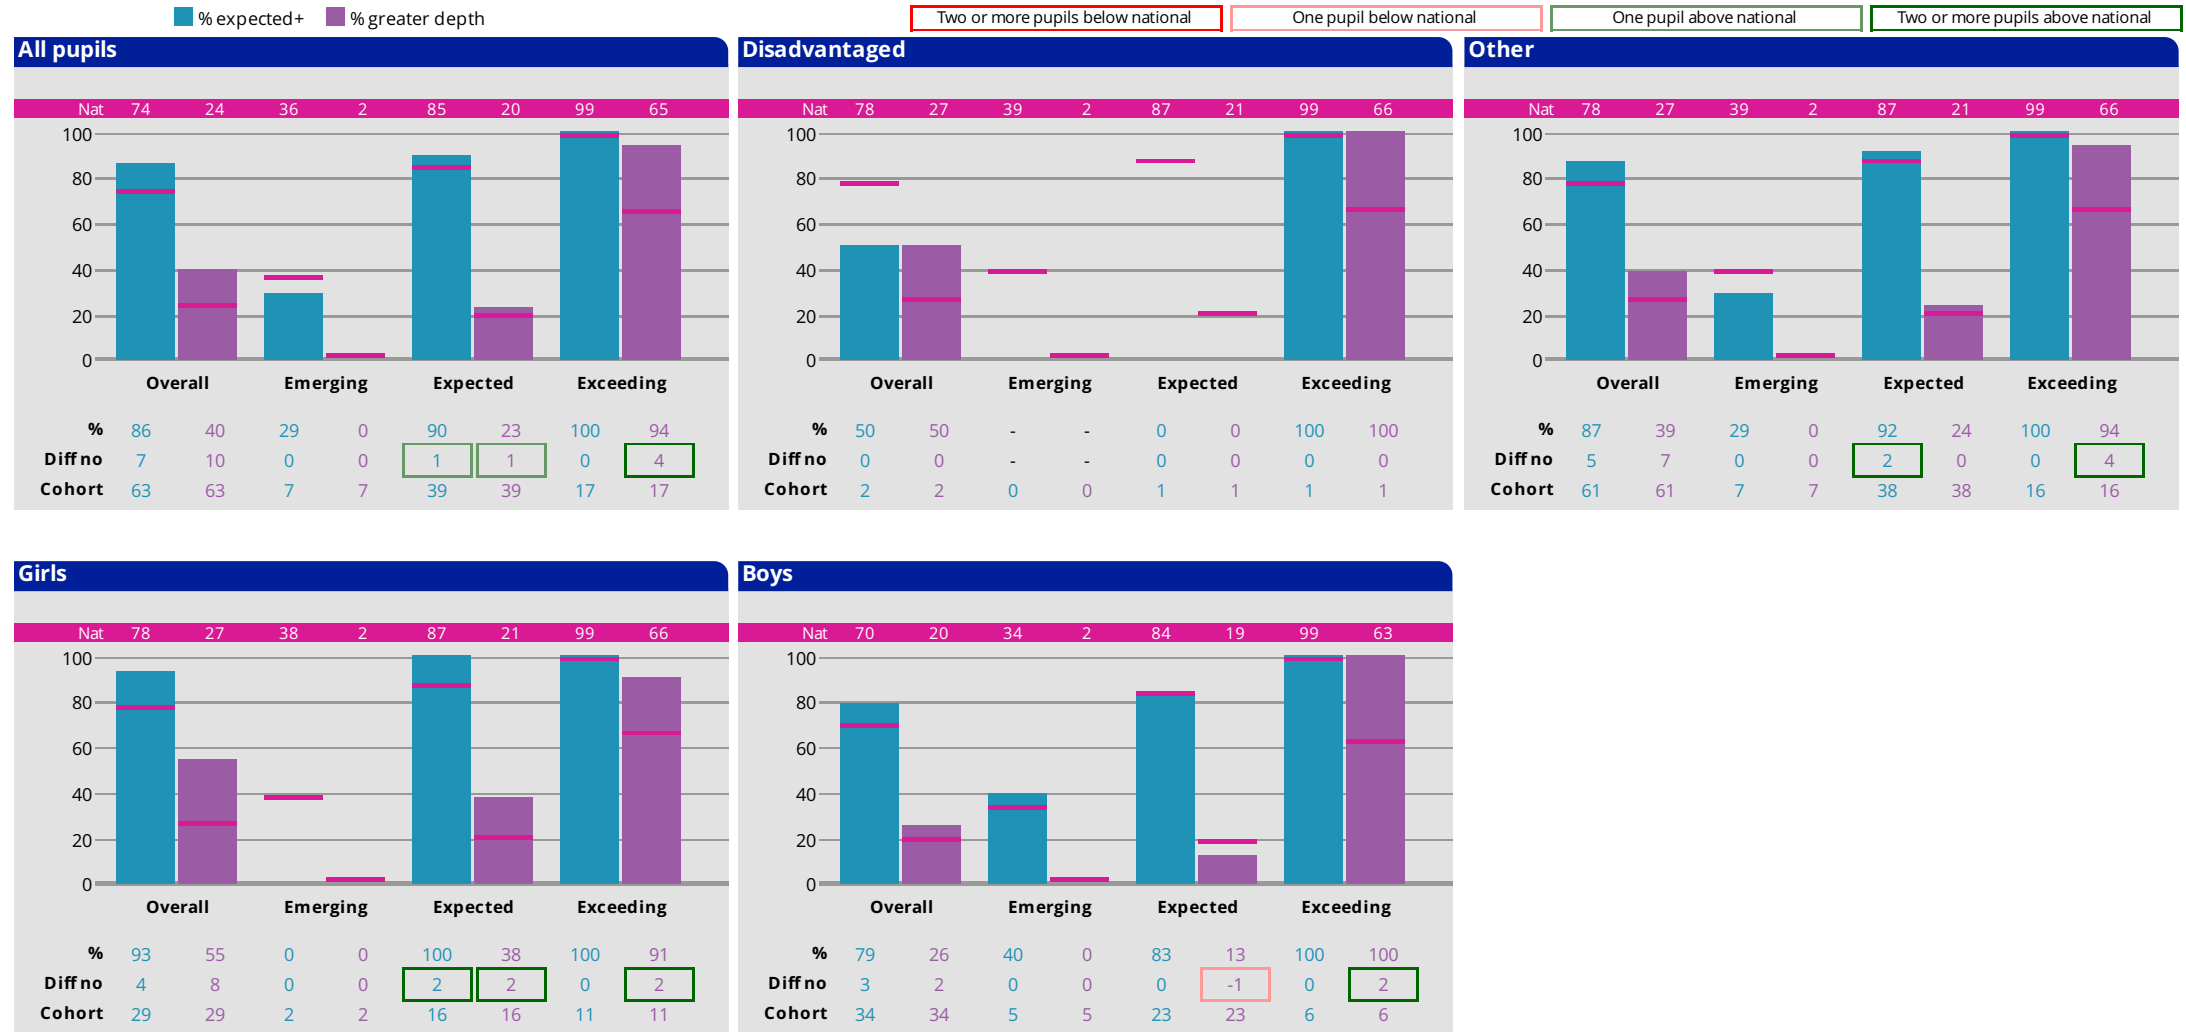 % expected+ % greater depth Two or more pupils below national One pupil below national One pupil above national Two or more pupils above national
All pupils
Nat 74 24 36 2 85 20 99 65
100
80
60
40
20
0
Overall Emerging Expected Exceeding
% 86 40 29 0 90 23 100 94
Diff no 7 10 0 0 1 1 0 4
Cohort 63 63 7 7 39 39 17 17
Disadvantaged
Nat 78 27 39 2 87 21 99 66
100
80
60
40
20
0
Overall Emerging Expected Exceeding
% 50 50 - - 0 0 100 100
Diff no 0 0 - - 0 0 0 0
Cohort 2 2 0 0 1 1 1 1
Other
Nat 78 27 39 2 87 21 99 66
100
80
60
40
20
0
Overall Emerging Expected Exceeding
% 87 39 29 0 92 24 100 94
Diff no 5 7 0 0 2 0 0 4
Cohort 61 61 7 7 38 38 16 16
Girls
Nat 78 27 38 2 87 21 99 66
100
80
60
40
20
0
Overall Emerging Expected Exceeding
% 93 55 0 0 100 38 100 91
Diff no 4 8 0 0 2 2 0 2
Cohort 29 29 2 2 16 16 11 11
Boys
Nat 70 20 34 2 84 19 99 63
100
80
60
40
20
0
Overall Emerging Expected Exceeding
% 79 26 40 0 83 13 100 100
Diff no 3 2 0 0 0 -1 0 2
Cohort 34 34 5 5 23 23 6 6